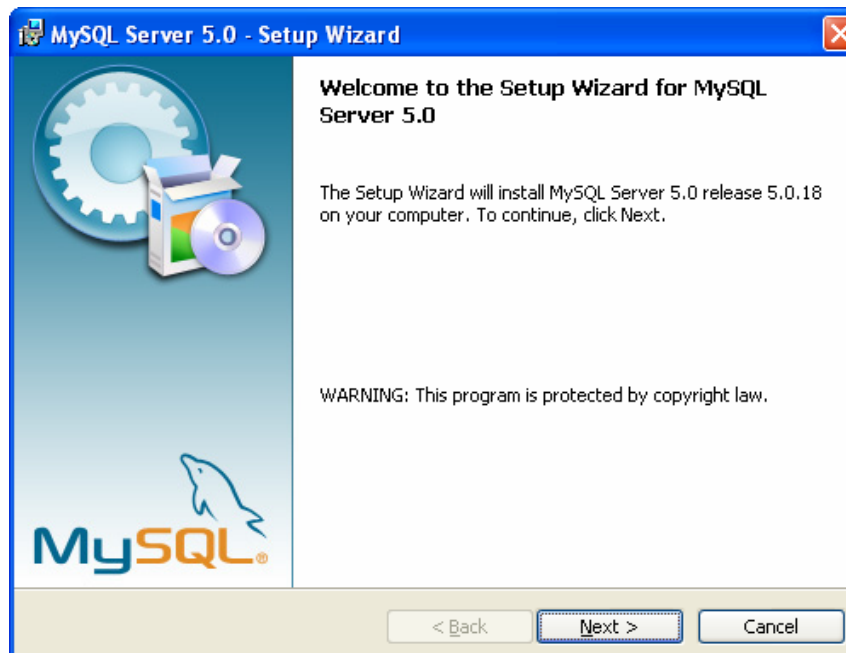 MySQL Server 5.0 - Setup Wizard
Welcome to the Setup Wizard for MySQL
Server 5.0
The Setup Wizard will install MySQL Server 5.0 release 5.0.18
on your computer. To continue, click Next.
WARNING: This program is protected by copyright law.
MySQL®
< Back
Next >
Cancel